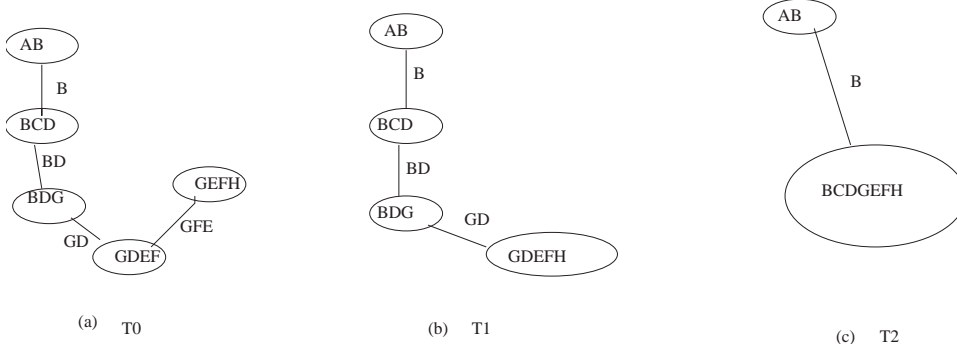 AB
B
BCD
BD
BDG
GD
GDEF
GFE
GEFH
(a) T0
AB
B
BCD
BD
BDG
GD
GDEFH
(b) T1
AB
B
BCDGEFH
(c) T2